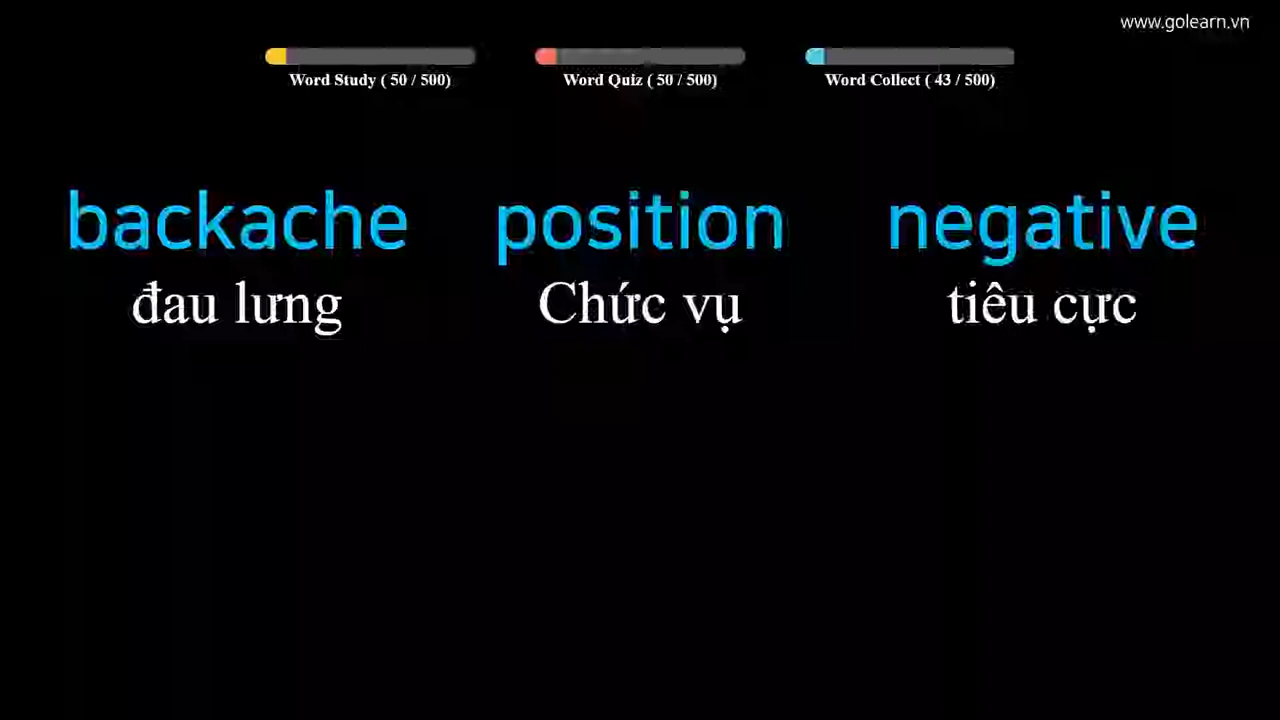 www.golearn.vn
Word Study ( 50 / 500) Word Quiz ( 50 / 500) Word Collect ( 43 / 500)
backache position negative
đau lưng Chức vụ tiêu cực